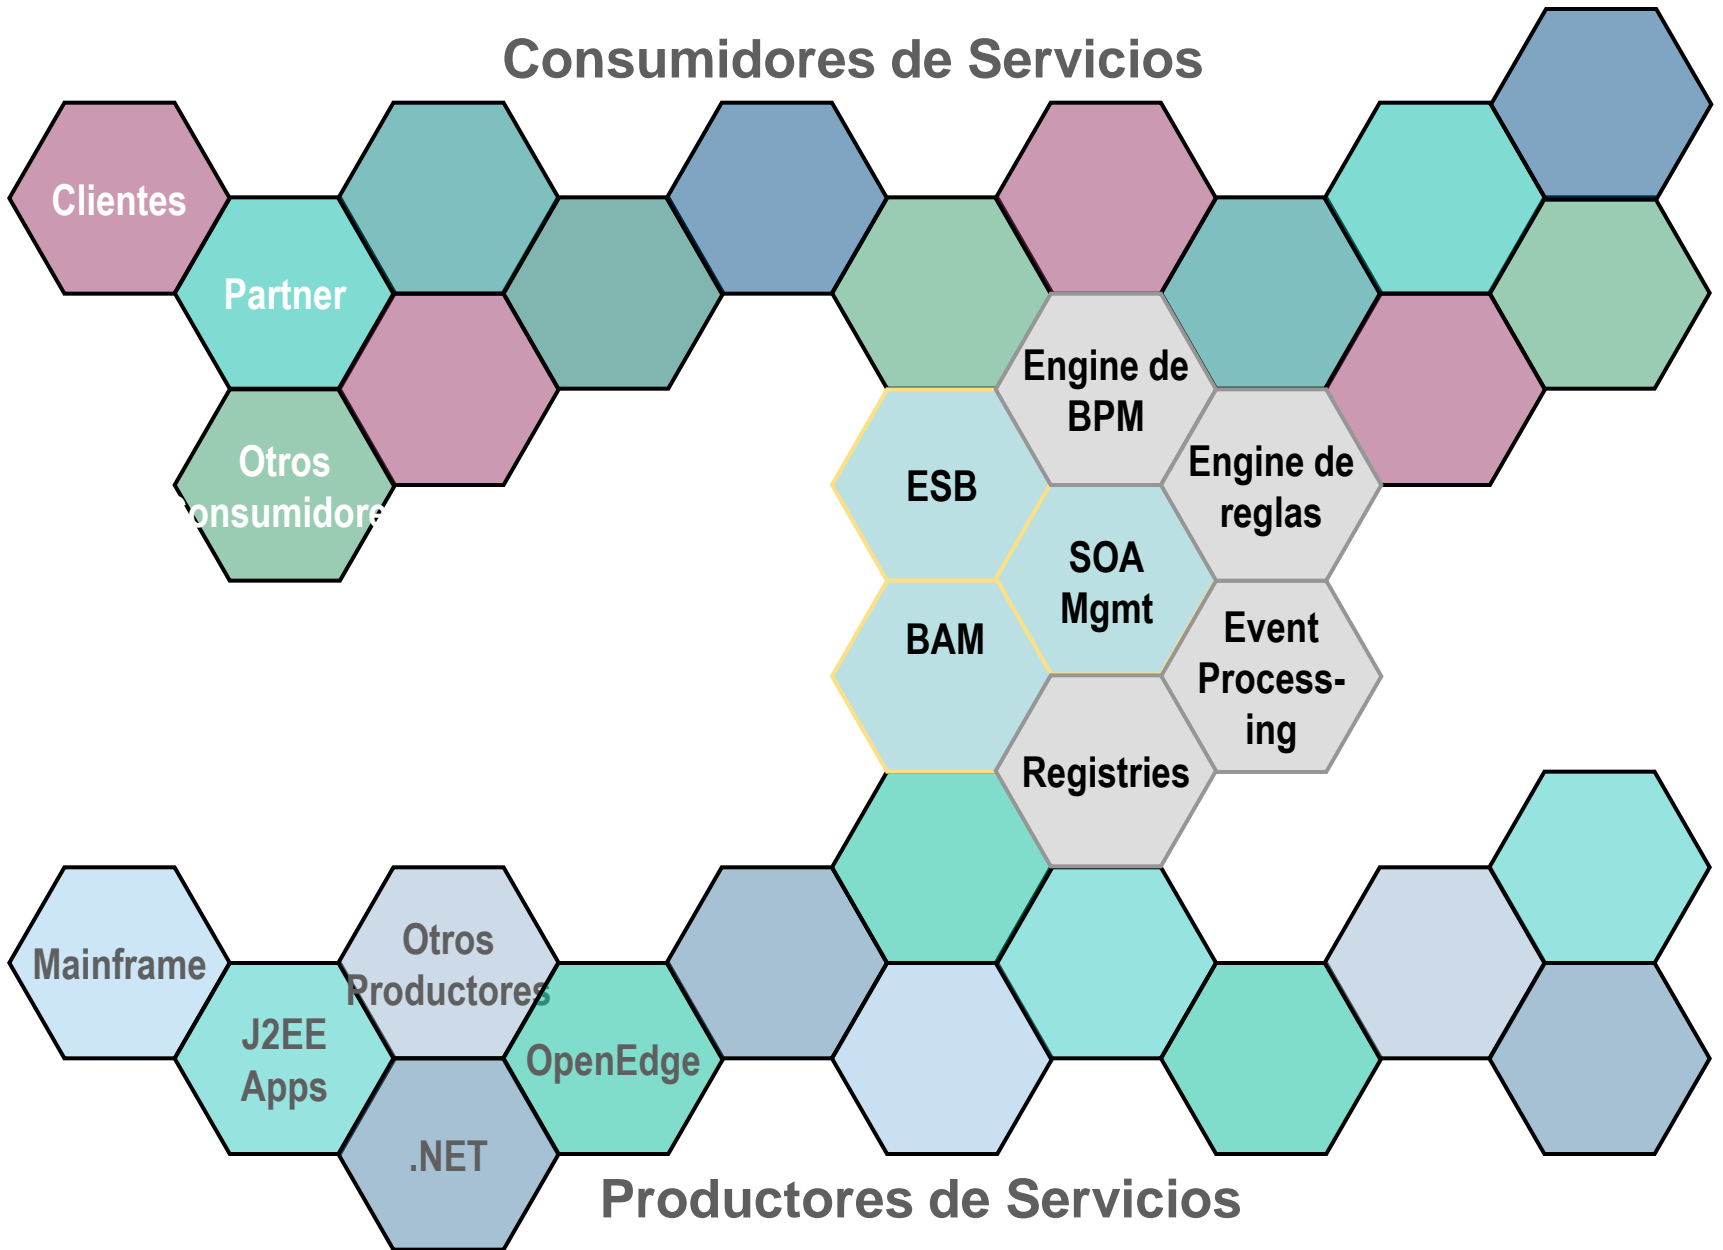 Consumidores de Servicios
Clientes
Partner
Otros
onsumidore
Engine de
BPM
ESB
Engine de
reglas
SOA
Mgmt
BAM
Event
Process-
ing
Registries
Mainframe
Otros
Productores
J2EE
Apps
OpenEdge
.NET
Productores de Servicios